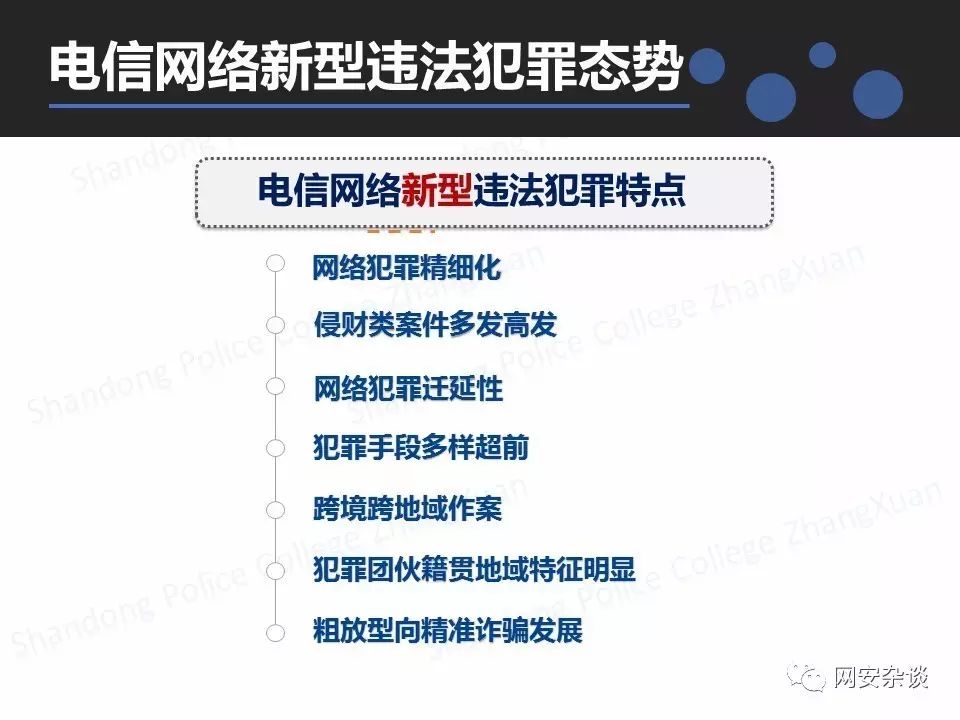 电信网络新型违法犯罪态势
电信网络新型违法犯罪特点
网络犯罪精细化
侵财类案件多发高发
网络犯罪迁延性
犯罪手段多样超前
跨境跨地域作案
犯罪团伙籍贯地域特征明显
粗放型向精准诈骗发展
Shandong Police College ZhangXuan
Shandong Police College ZhangXuan
Shandong Police College ZhangXuan
网安杂谈